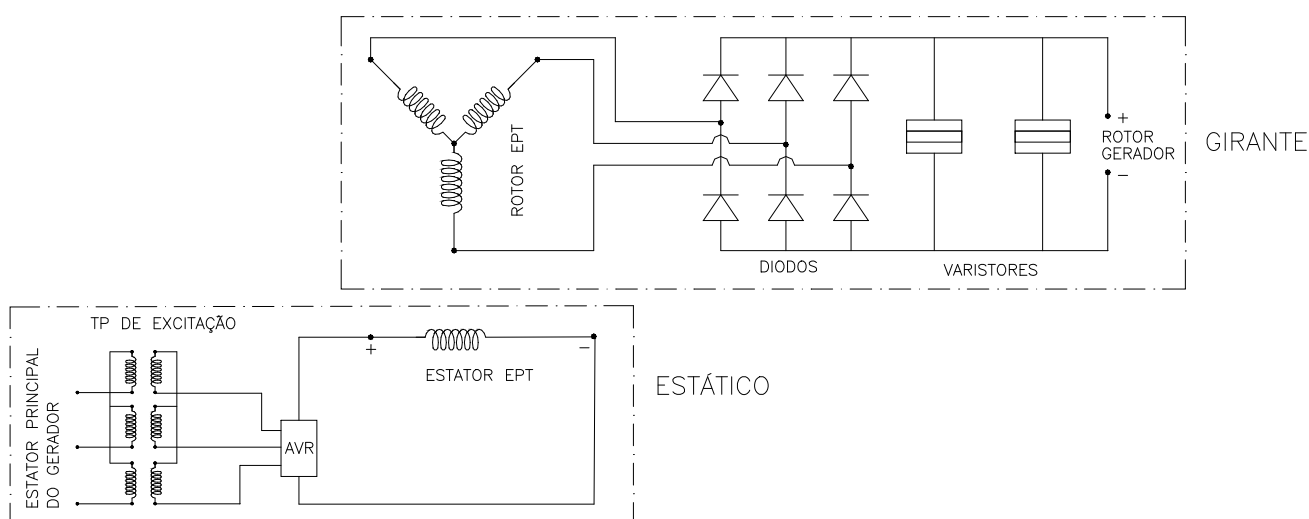 ROTOR EPT
+
ROTOR
GERADOR
−
GIRANTE
DIODOS
VARISTORES
TP DE EXCITAÇÃO
ESTATOR PRINCIPAL
DO GERADOR
AVR
+
−
ESTATOR EPT
ESTÁTICO